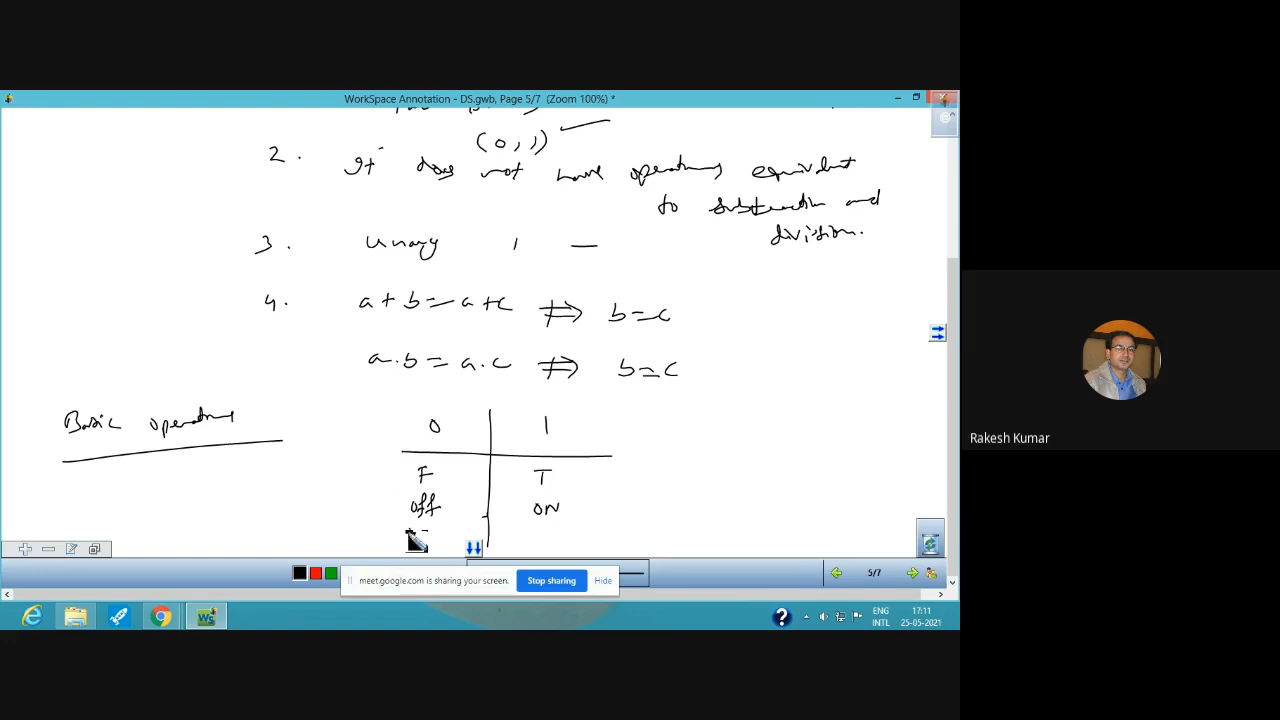 WorkSpace Annotation - DS.gwb, Page 5/7 (Zoom 100%) *
(0, 1)
2. It does not have operations equivalent
to subtraction and
division.
3. Unary ' —
4. a + b = a + c ⇏ b = c
a . b = a . c ⇏ b = c
Basic operations
0 1
F T
off ON
5/7
meet.google.com is sharing your screen. Stop sharing Hide
ENG 17:11
INTL 25-05-2021
Rakesh Kumar